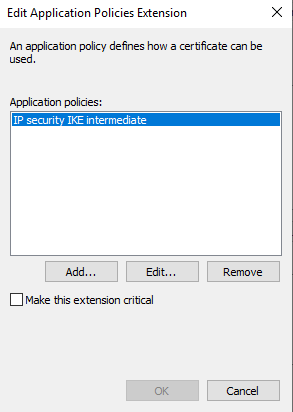 Edit Application Policies Extension
An application policy defines how a certificate can be
used.
Application policies:
IP security IKE intermediate
Add...
Edit...
Remove
Make this extension critical
OK
Cancel